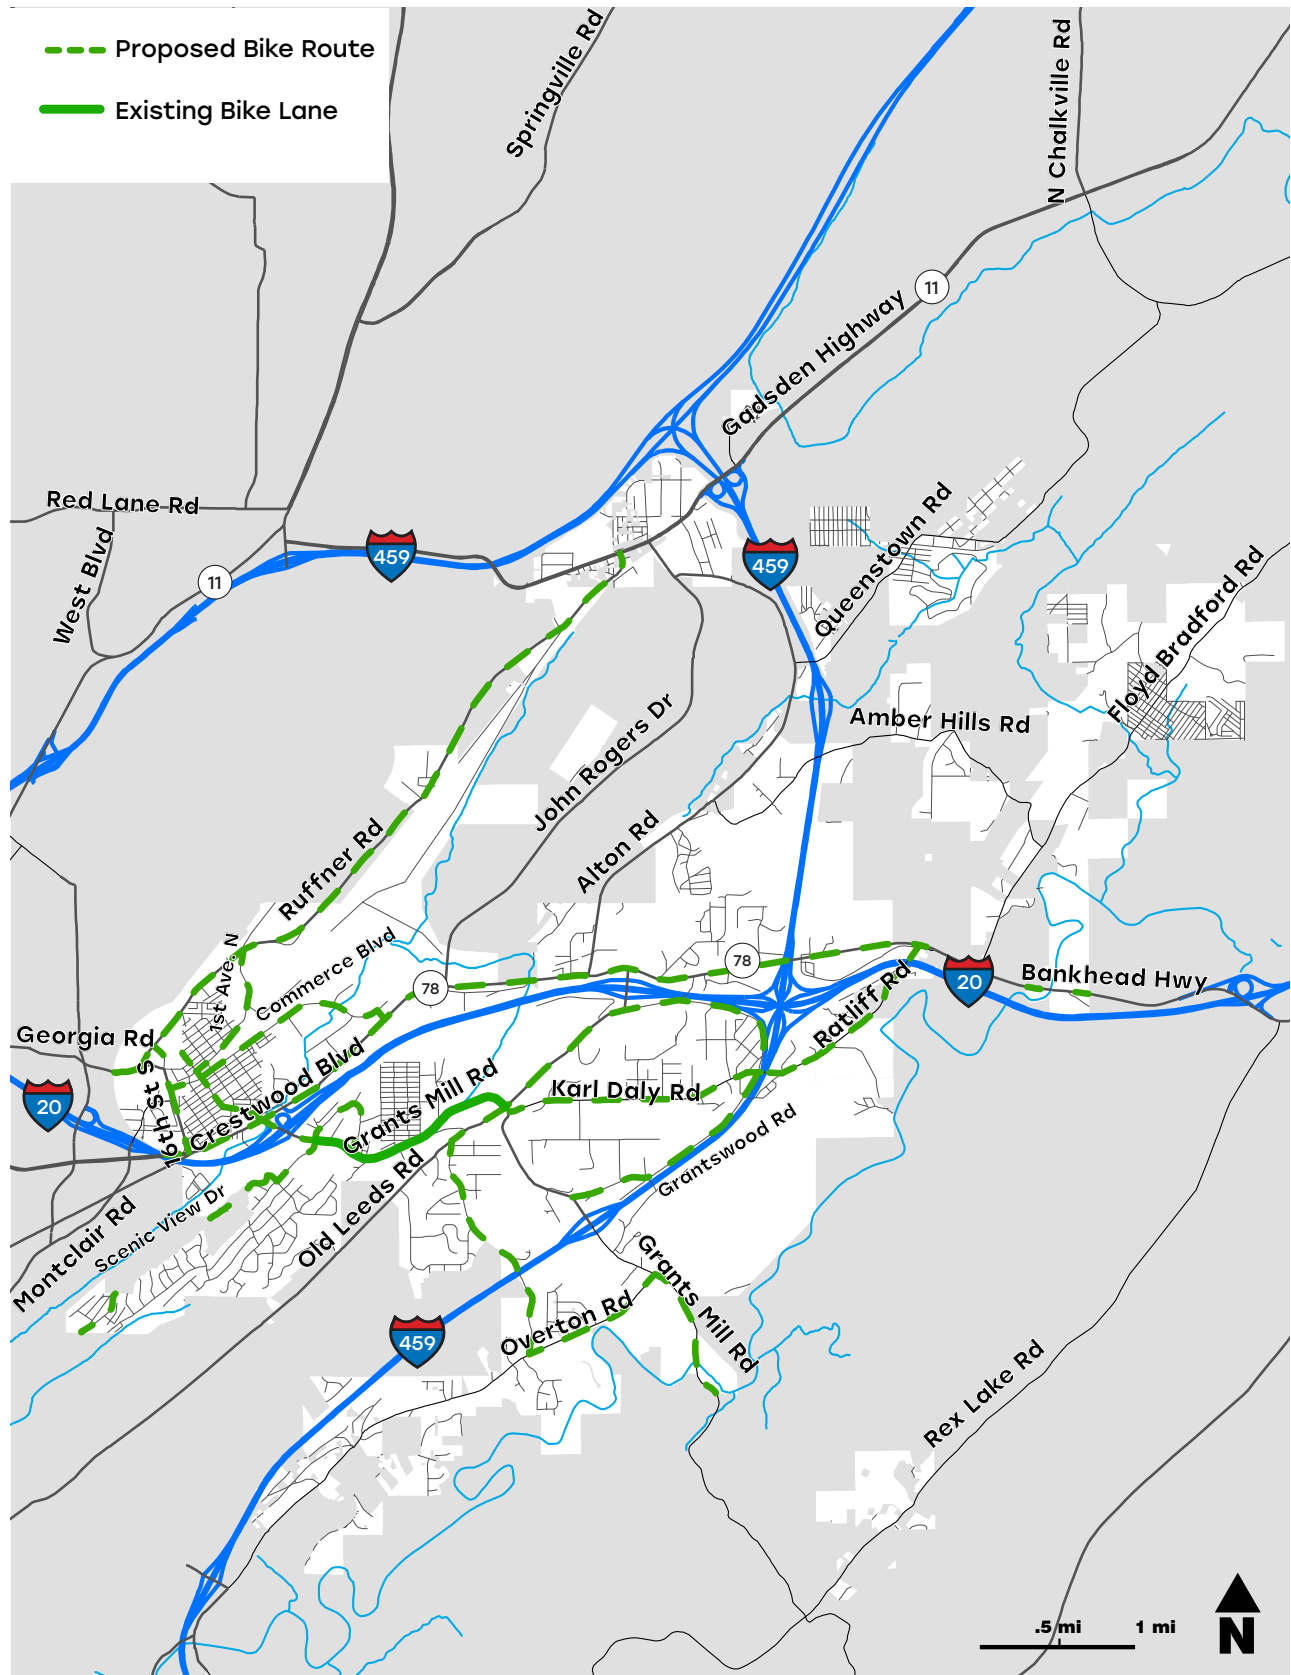 Proposed Bike Route
Existing Bike Lane
Springville Rd
N Chalkville Rd
11
Gadsden Highway
Red Lane Rd
West Blvd
459
11
459
Queenstown Rd
Floyd Bradford Rd
Amber Hills Rd
John Rogers Dr
Alton Rd
Ruffner Rd
1st Ave. N
Commerce Blvd
78
78
20
Bankhead Hwy
Ratliff Rd
Georgia Rd
20
16th St S
Crestwood Blvd
Grants Mill Rd
Karl Daly Rd
Grantswood Rd
Old Leeds Rd
Scenic View Dr
Montclair Rd
Grants Mill Rd
Overton Rd
459
Rex Lake Rd
.5 mi
1 mi
N